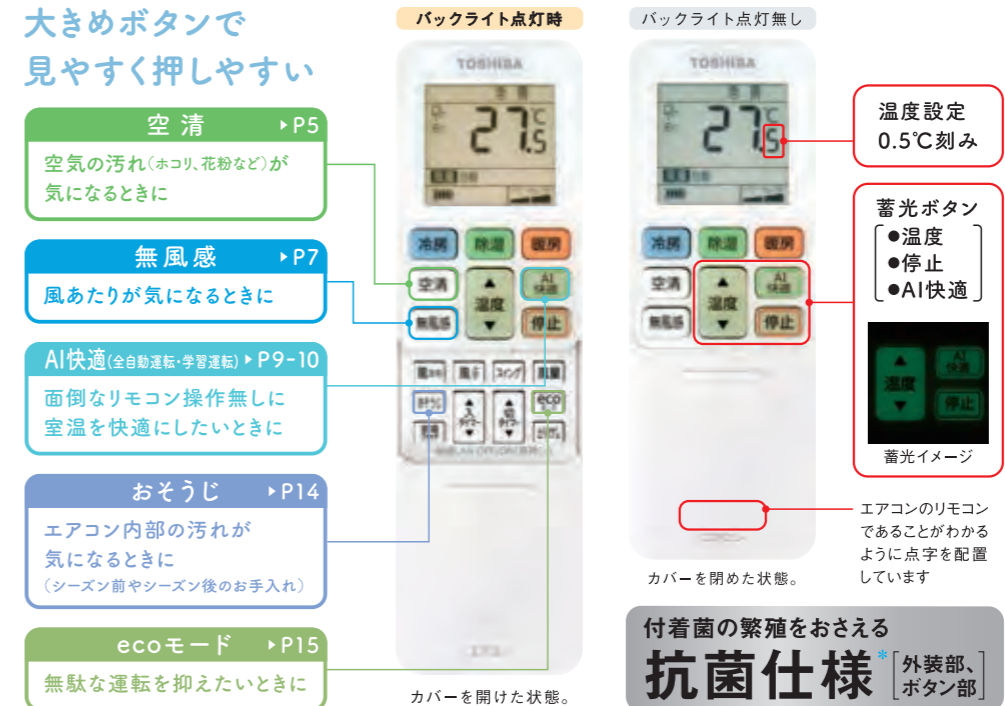 大きめボタンで
見やすく押しやすい
空清 ▸P5
空気の汚れ(ホコリ、花粉など)が
気になるときに
無風感 ▸P7
風あたりが気になるときに
AI快適(全自動運転・学習運転)▸P9-10
面倒なリモコン操作無しに
室温を快適にしたいときに
おそうじ ▸P14
エアコン内部の汚れが
気になるときに
(シーズン前やシーズン後のお手入れ)
ecoモード ▸P15
無駄な運転を抑えたいときに
バックライト点灯時
TOSHIBA
27.5℃
冷房 除湿 暖房
空清 ▲ AI快適
温度
無風感 ▼ 停止
スイング 風量
eco
カバーを開けた状態。
バックライト点灯無し
TOSHIBA
27.5℃
冷房 除湿 暖房
空清 ▲ AI快適
温度
無風感 ▼ 停止
カバーを閉めた状態。
温度設定
0.5℃刻み
蓄光ボタン
●温度
●停止
●AI快適
▲ AI快適
温度
▼ 停止
蓄光イメージ
エアコンのリモコン
であることがわかる
ように点字を配置
しています
付着菌の繁殖をおさえる
抗菌仕様* [外装部、
ボタン部]